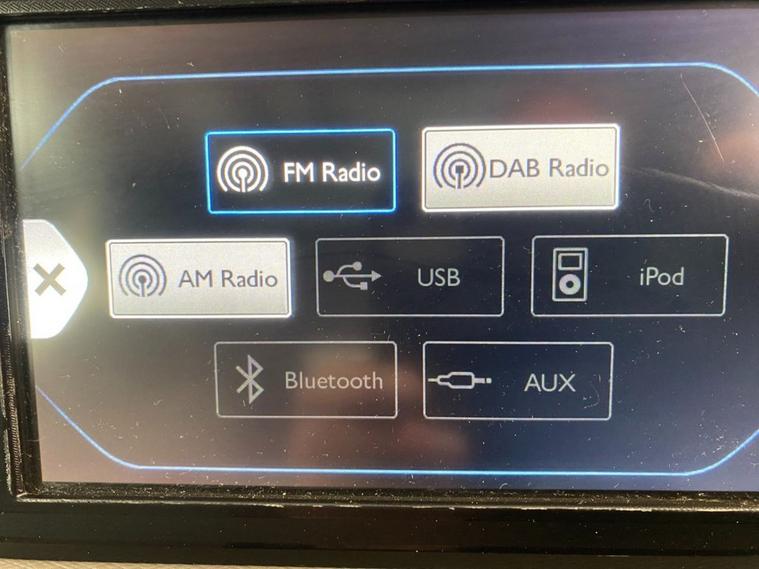 FM Radio
DAB Radio
AM Radio
USB
iPod
Bluetooth
AUX